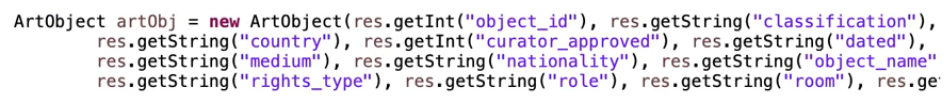 ArtObject artObj = new ArtObject(res.getInt("object_id"), res.getString("classification"),
res.getString("country"), res.getInt("curator_approved"), res.getString("dated"),
res.getString("medium"), res.getString("nationality"), res.getString("object_name"
res.getString("rights_type"), res.getString("role"), res.getString("room"), res.ge